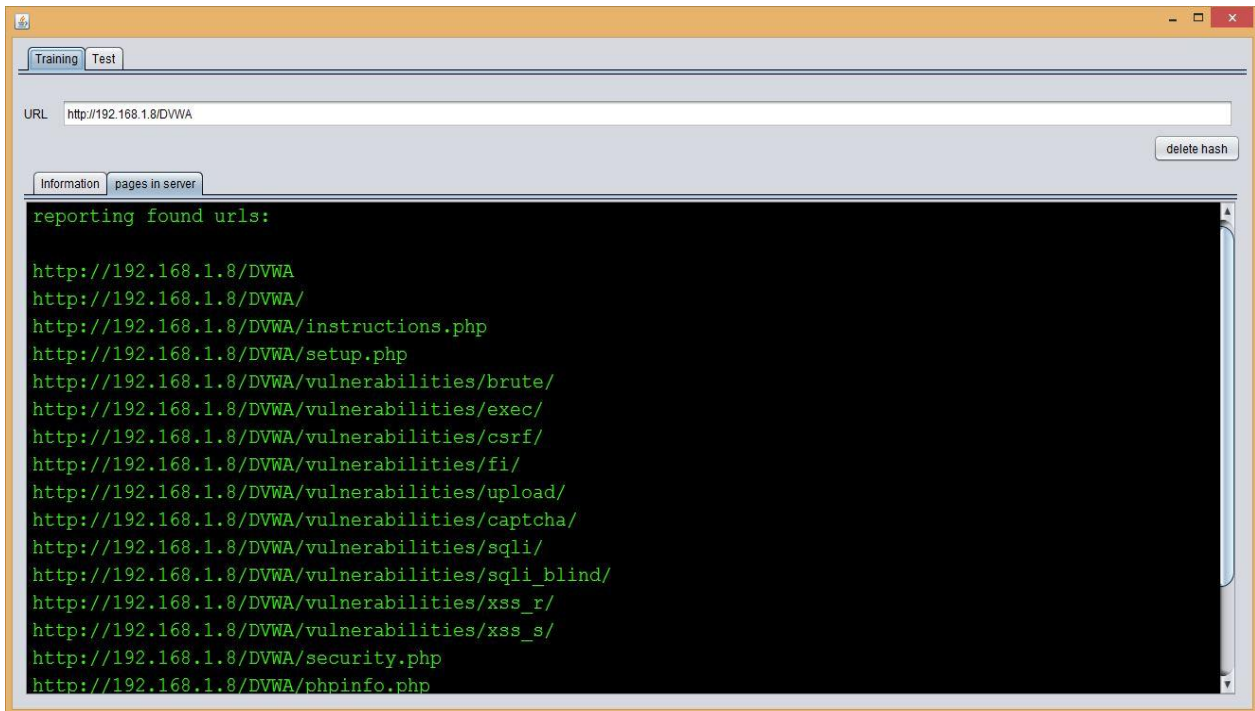 Training Test
URL http://192.168.1.8/DVWA
delete hash
Information pages in server
reporting found urls:
http://192.168.1.8/DVWA
http://192.168.1.8/DVWA/
http://192.168.1.8/DVWA/instructions.php
http://192.168.1.8/DVWA/setup.php
http://192.168.1.8/DVWA/vulnerabilities/brute/
http://192.168.1.8/DVWA/vulnerabilities/exec/
http://192.168.1.8/DVWA/vulnerabilities/csrf/
http://192.168.1.8/DVWA/vulnerabilities/fi/
http://192.168.1.8/DVWA/vulnerabilities/upload/
http://192.168.1.8/DVWA/vulnerabilities/captcha/
http://192.168.1.8/DVWA/vulnerabilities/sqli/
http://192.168.1.8/DVWA/vulnerabilities/sqli_blind/
http://192.168.1.8/DVWA/vulnerabilities/xss_r/
http://192.168.1.8/DVWA/vulnerabilities/xss_s/
http://192.168.1.8/DVWA/security.php
http://192.168.1.8/DVWA/phpinfo.php